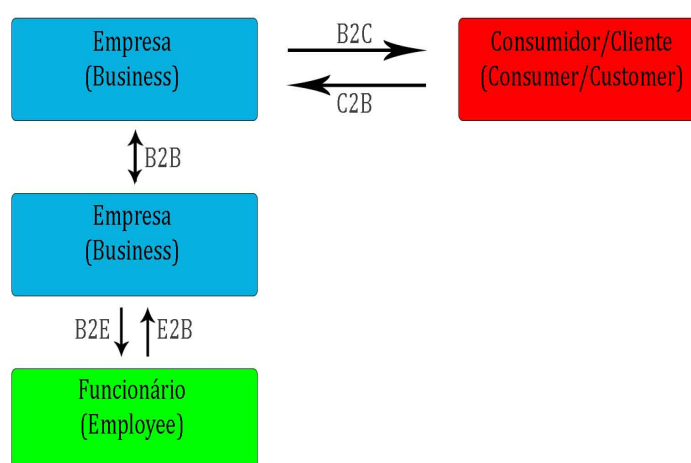 Empresa
(Business)
B2C
C2B
Consumidor/Cliente
(Consumer/Customer)
B2B
Empresa
(Business)
B2E
E2B
Funcionário
(Employee)